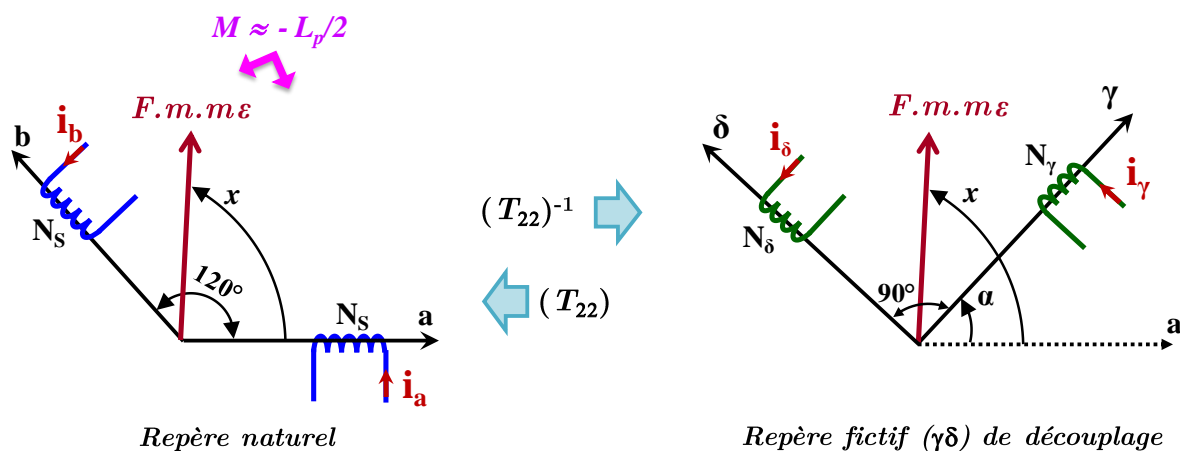 M ≈ - Lp/2
F.m.mε
b
ib
x
NS
120°
NS
a
ia
Repère naturel
(T22)-1
(T22)
F.m.mε
γ
δ
iδ
Nγ
x
iγ
Nδ
90°
α
a
Repère fictif (γδ) de découplage